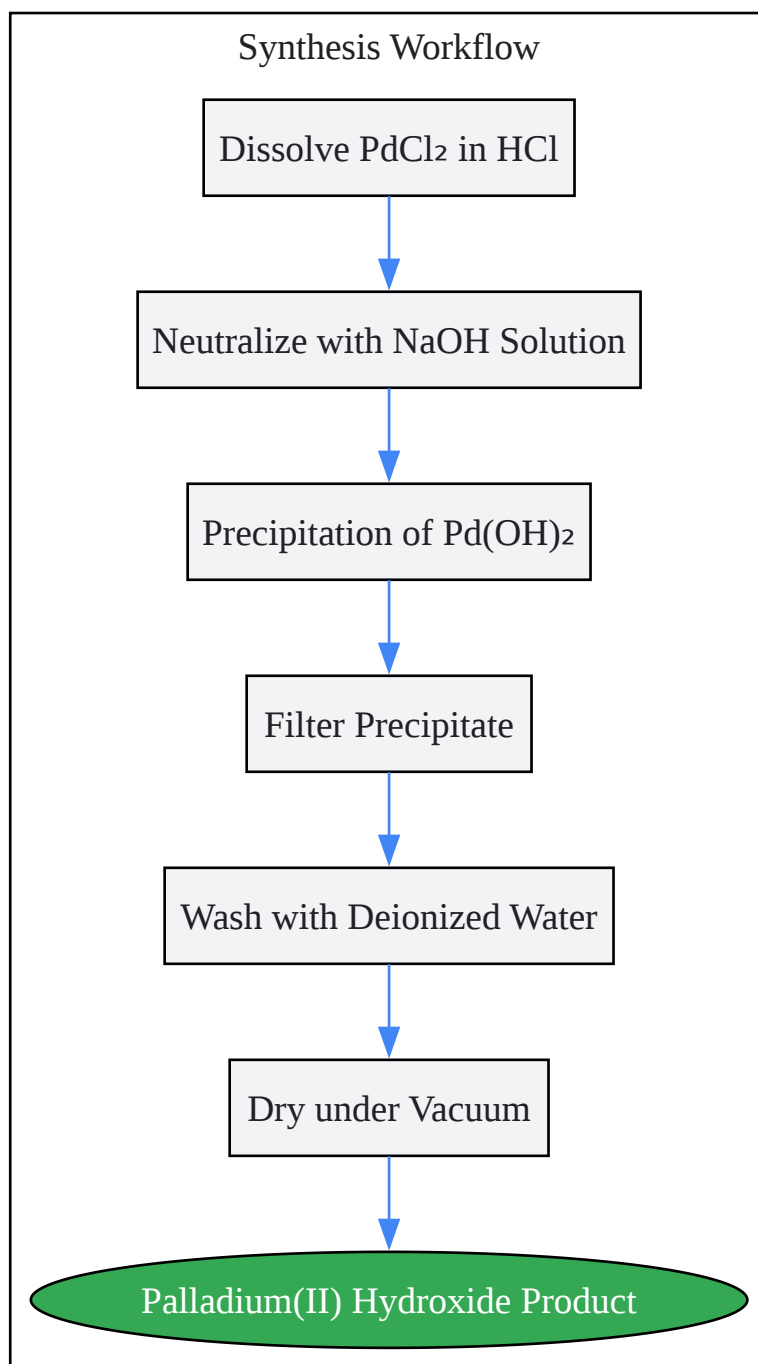 Synthesis Workflow
Dissolve PdCl₂ in HCl
Neutralize with NaOH Solution
Precipitation of Pd(OH)₂
Filter Precipitate
Wash with Deionized Water
Dry under Vacuum
Palladium(II) Hydroxide Product